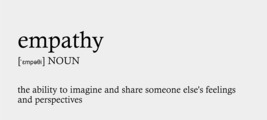 empathy
[ˈɛmpəθi] NOUN
the ability to imagine and share someone else's feelings
and perspectives